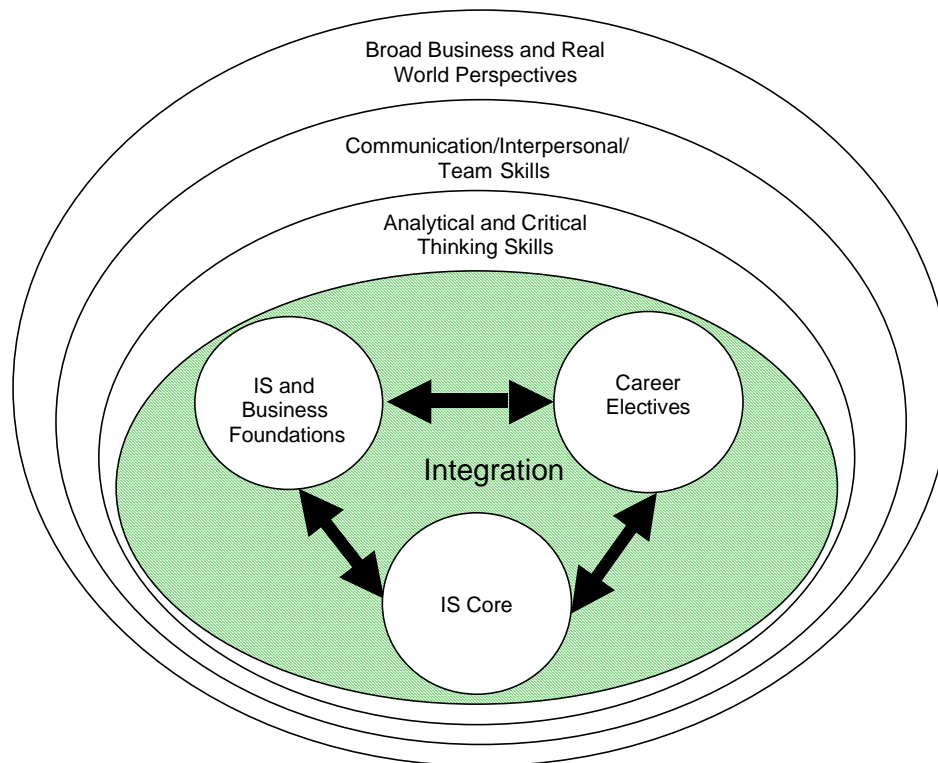 Broad Business and Real
World Perspectives
Communication/Interpersonal/
Team Skills
Analytical and Critical
Thinking Skills
IS and
Business
Foundations
Career
Electives
Integration
IS Core